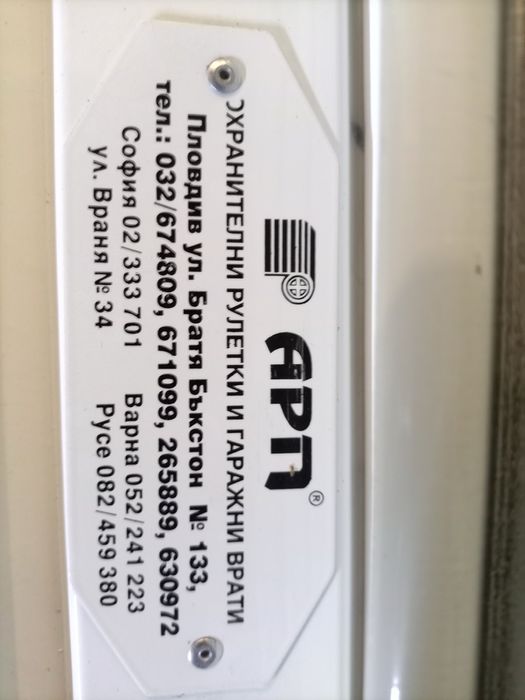 АРП®
ОХРАНИТЕЛНИ РУЛЕТКИ И ГАРАЖНИ ВРАТИ
Пловдив ул. Братя Бъкстон № 133,
тел.: 032/674809, 671099, 265889, 630972
София 02/333 701 Варна 052/241 223
ул. Враня № 34 Русе 082/459 380